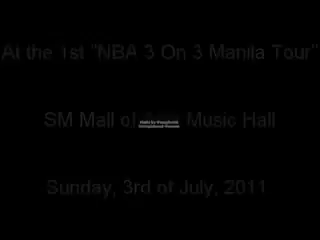 At the 1st "NBA 3 On 3 Manila Tour"
SM Mall of Music Hall
Sunday, 3rd of July, 2011